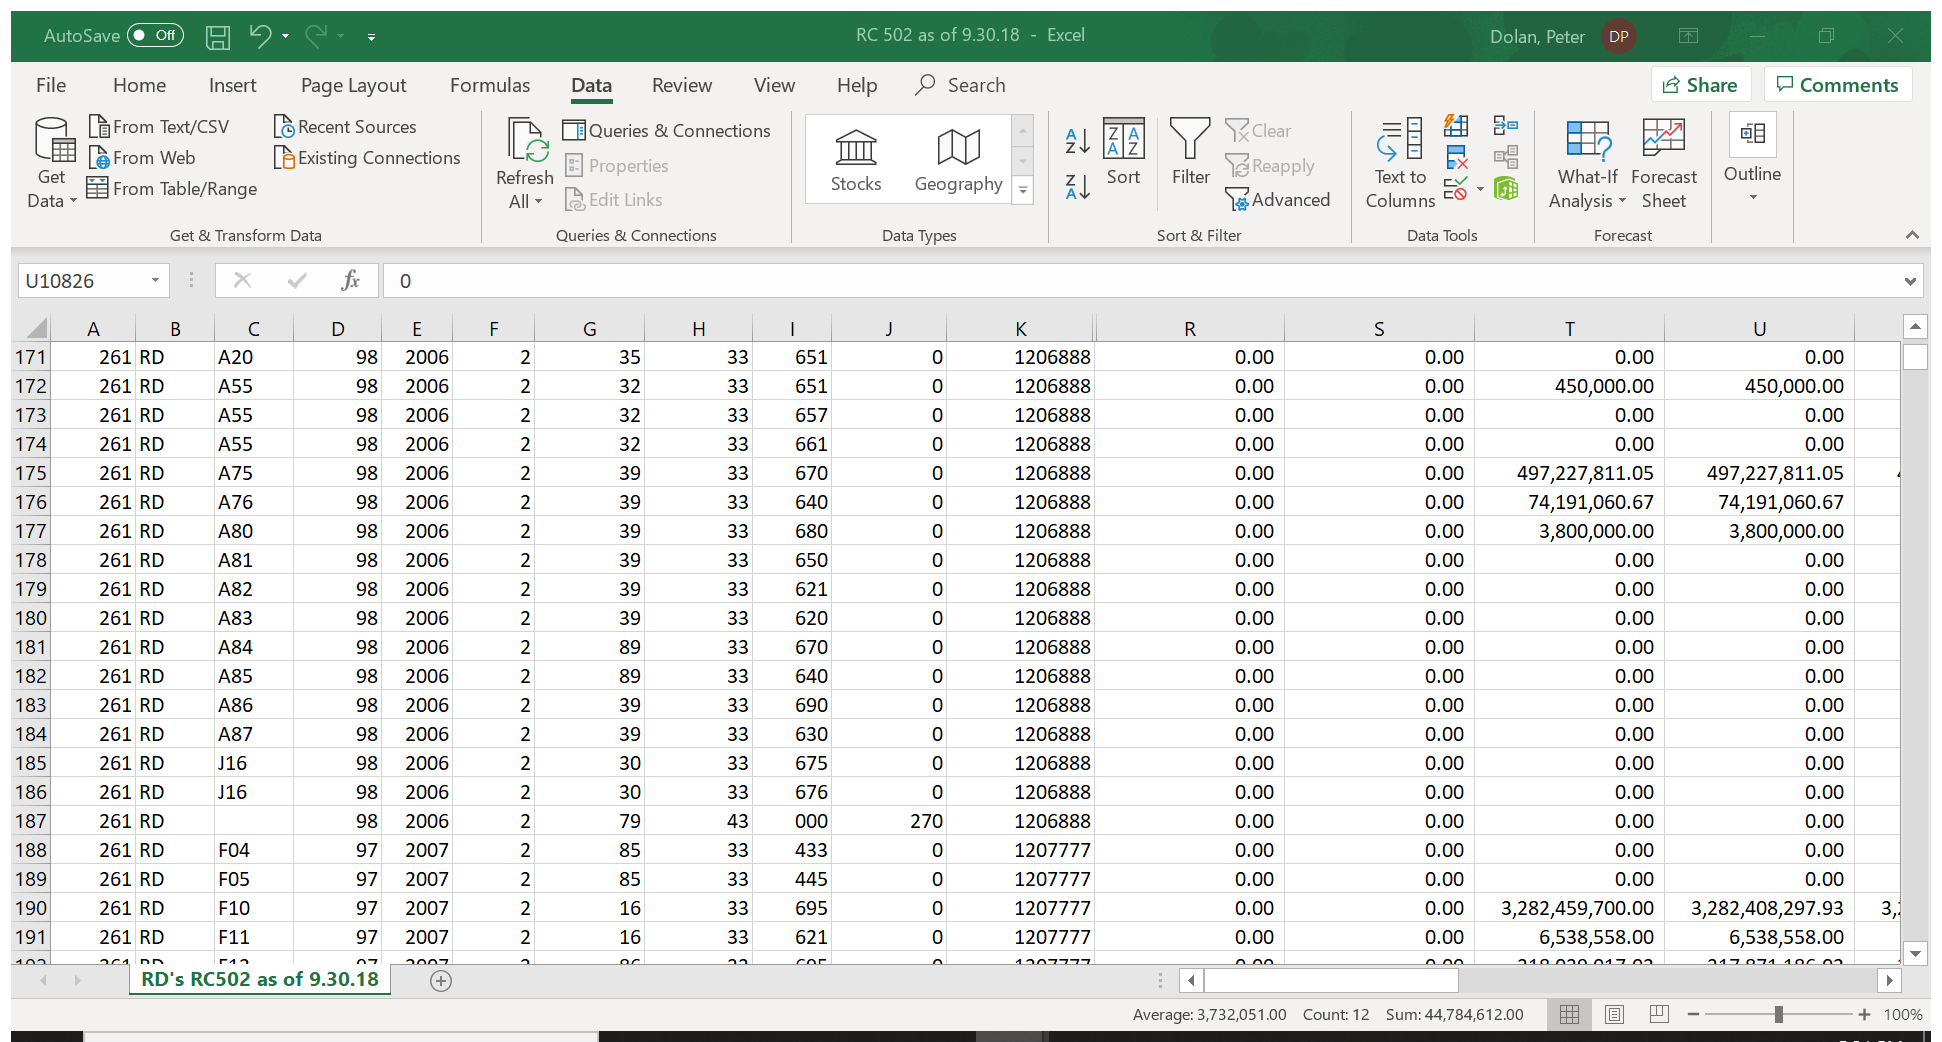 AutoSave Off RC 502 as of 9.30.18 - Excel Dolan, Peter DP
File Home Insert Page Layout Formulas Data Review View Help Search Share Comments
Get Data From Text/CSV From Web From Table/Range Recent Sources Existing Connections
Refresh All Queries & Connections Properties Edit Links
Stocks Geography
Sort Filter Clear Reapply Advanced
Text to Columns
What-If Analysis Forecast Sheet
Outline
Get & Transform Data Queries & Connections Data Types Sort & Filter Data Tools Forecast
U10826 fx 0
A B C D E F G H I J K R S T U
171 261 RD A20 98 2006 2 35 33 651 0 1206888 0.00 0.00 0.00 0.00
172 261 RD A55 98 2006 2 32 33 651 0 1206888 0.00 0.00 450,000.00 450,000.00
173 261 RD A55 98 2006 2 32 33 657 0 1206888 0.00 0.00 0.00 0.00
174 261 RD A55 98 2006 2 32 33 661 0 1206888 0.00 0.00 0.00 0.00
175 261 RD A75 98 2006 2 39 33 670 0 1206888 0.00 0.00 497,227,811.05 497,227,811.05
176 261 RD A76 98 2006 2 39 33 640 0 1206888 0.00 0.00 74,191,060.67 74,191,060.67
177 261 RD A80 98 2006 2 39 33 680 0 1206888 0.00 0.00 3,800,000.00 3,800,000.00
178 261 RD A81 98 2006 2 39 33 650 0 1206888 0.00 0.00 0.00 0.00
179 261 RD A82 98 2006 2 39 33 621 0 1206888 0.00 0.00 0.00 0.00
180 261 RD A83 98 2006 2 39 33 620 0 1206888 0.00 0.00 0.00 0.00
181 261 RD A84 98 2006 2 89 33 670 0 1206888 0.00 0.00 0.00 0.00
182 261 RD A85 98 2006 2 89 33 640 0 1206888 0.00 0.00 0.00 0.00
183 261 RD A86 98 2006 2 39 33 690 0 1206888 0.00 0.00 0.00 0.00
184 261 RD A87 98 2006 2 39 33 630 0 1206888 0.00 0.00 0.00 0.00
185 261 RD J16 98 2006 2 30 33 675 0 1206888 0.00 0.00 0.00 0.00
186 261 RD J16 98 2006 2 30 33 676 0 1206888 0.00 0.00 0.00 0.00
187 261 RD 98 2006 2 79 43 000 270 1206888 0.00 0.00 0.00 0.00
188 261 RD F04 97 2007 2 85 33 433 0 1207777 0.00 0.00 0.00 0.00
189 261 RD F05 97 2007 2 85 33 445 0 1207777 0.00 0.00 0.00 0.00
190 261 RD F10 97 2007 2 16 33 695 0 1207777 0.00 0.00 3,282,459,700.00 3,282,408,297.93
191 261 RD F11 97 2007 2 16 33 621 0 1207777 0.00 0.00 6,538,558.00 6,538,558.00
RD's RC502 as of 9.30.18
Average: 3,732,051.00 Count: 12 Sum: 44,784,612.00 100%